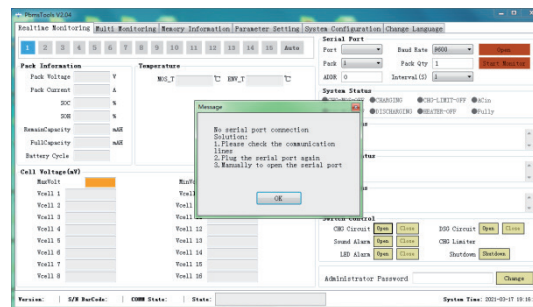 PbmsTools V2.04
Realtime Monitoring Multi Monitoring Memory Information Parameter Setting System Configuration Change Language
1 2 3 4 5 6 7 8 9 10 11 12 13 14 15 Auto
Serial Port
Port Baud Rate 9600 Open
Pack 1 Pack Qty 1 Start Monitor
ADDR 0 Interval(S) 1
Pack Information
Pack Voltage V
Pack Current A
SOC %
SOH %
RemainCapacity mAH
FullCapacity mAH
Battery Cycle
Temperature
MOS_T ℃ ENV_T ℃
System Status
CHARGING CHG-LIMIT-OFF ACin
DISCHARGING HEATER-OFF Fully
Message
No serial port connection
Solution:
1.Please check the communication
lines
2.Plug the serial port again
3.Manually to open the serial port
OK
Cell Voltage(mV)
MaxVolt
Vcell 1
Vcell 2
Vcell 3
Vcell 4 Vcell 12
Vcell 5 Vcell 13
Vcell 6 Vcell 14
Vcell 7 Vcell 15
Vcell 8 Vcell 16
Switch Control
CHG Circuit Open Close DSG Circuit Open Close
Sound Alarm Open Close CHG Limiter
LED Alarm Open Close Shutdown Shutdown
Administrator Password Change
Version: S/N BarCode: COMM State: State: System Time: 2021-03-17 19:18: